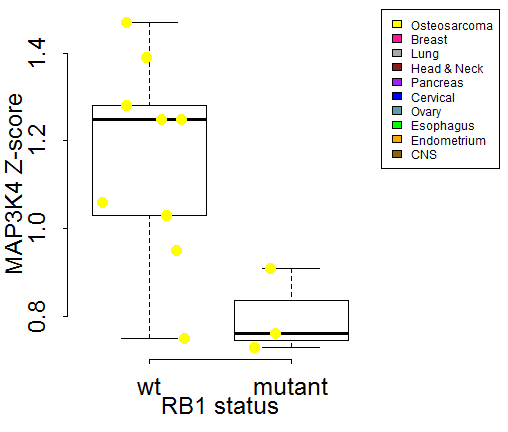 MAP3K4 Z-score
1.4
1.2
1.0
0.8
wt
mutant
RB1 status
Osteosarcoma
Breast
Lung
Head & Neck
Pancreas
Cervical
Ovary
Esophagus
Endometrium
CNS